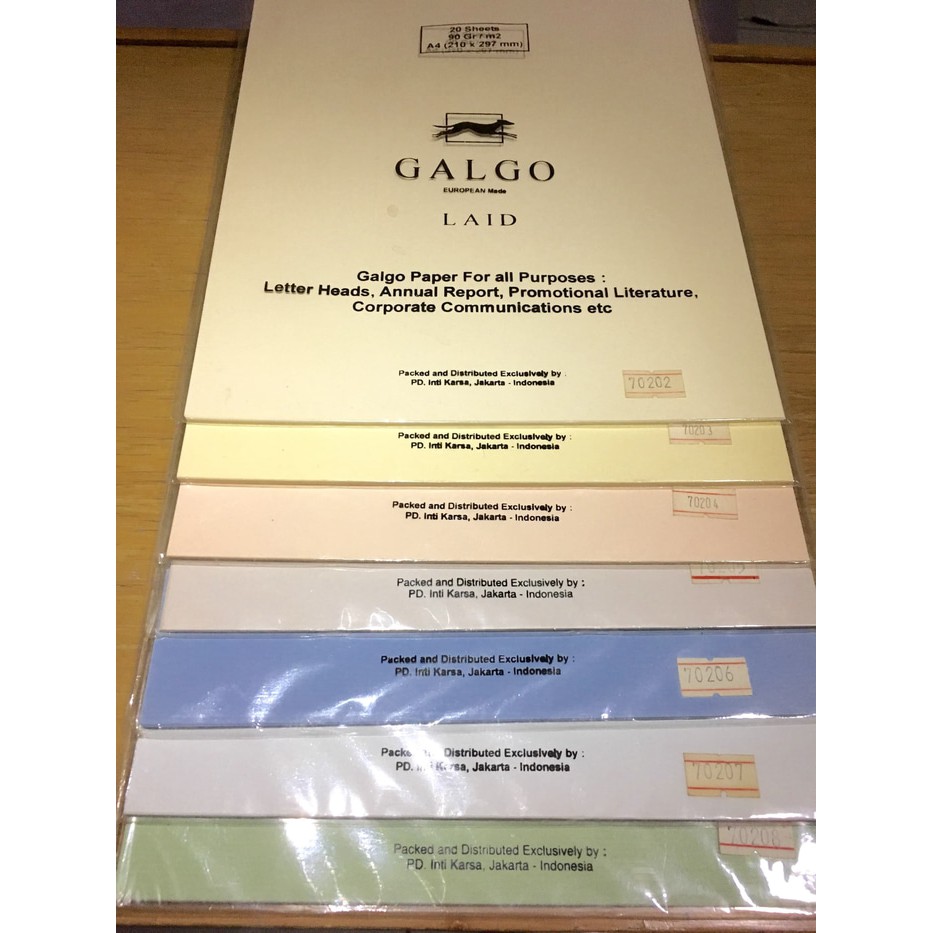 20 Sheets
90 Gr / m2
A4 (210 x 297 mm)
GALGO
EUROPEAN Made
LAID
Galgo Paper For all Purposes :
Letter Heads, Annual Report, Promotional Literature,
Corporate Communications etc
Packed and Distributed Exclusively by :
PD. Inti Karsa, Jakarta - Indonesia
70202
Packed and Distributed Exclusively by :
PD. Inti Karsa, Jakarta - Indonesia
70203
Packed and Distributed Exclusively by :
PD. Inti Karsa, Jakarta - Indonesia
70204
Packed and Distributed Exclusively by :
PD. Inti Karsa, Jakarta - Indonesia
Packed and Distributed Exclusively by :
PD. Inti Karsa, Jakarta - Indonesia
70206
Packed and Distributed Exclusively by :
PD. Inti Karsa, Jakarta - Indonesia
70207
Packed and Distributed Exclusively by :
PD. Inti Karsa, Jakarta - Indonesia
70208